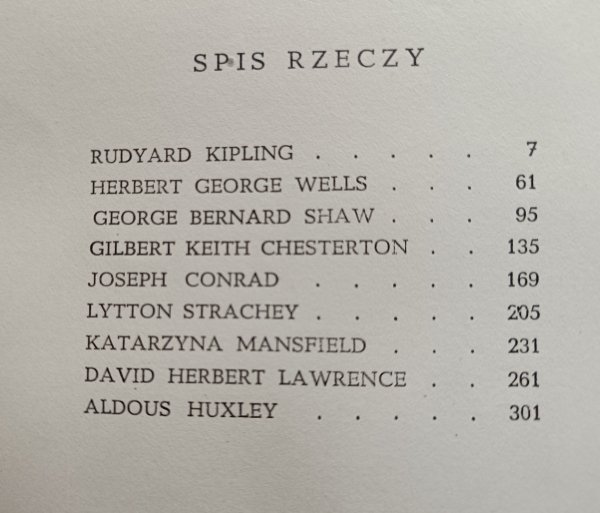 SPIS RZECZY
RUDYARD KIPLING . . . . . 7
HERBERT GEORGE WELLS . . . 61
GEORGE BERNARD SHAW . . . 95
GILBERT KEITH CHESTERTON . . 135
JOSEPH CONRAD . . . . . 169
LYTTON STRACHEY . . . . . 205
KATARZYNA MANSFIELD . . . 231
DAVID HERBERT LAWRENCE . . 261
ALDOUS HUXLEY . . . . . 301